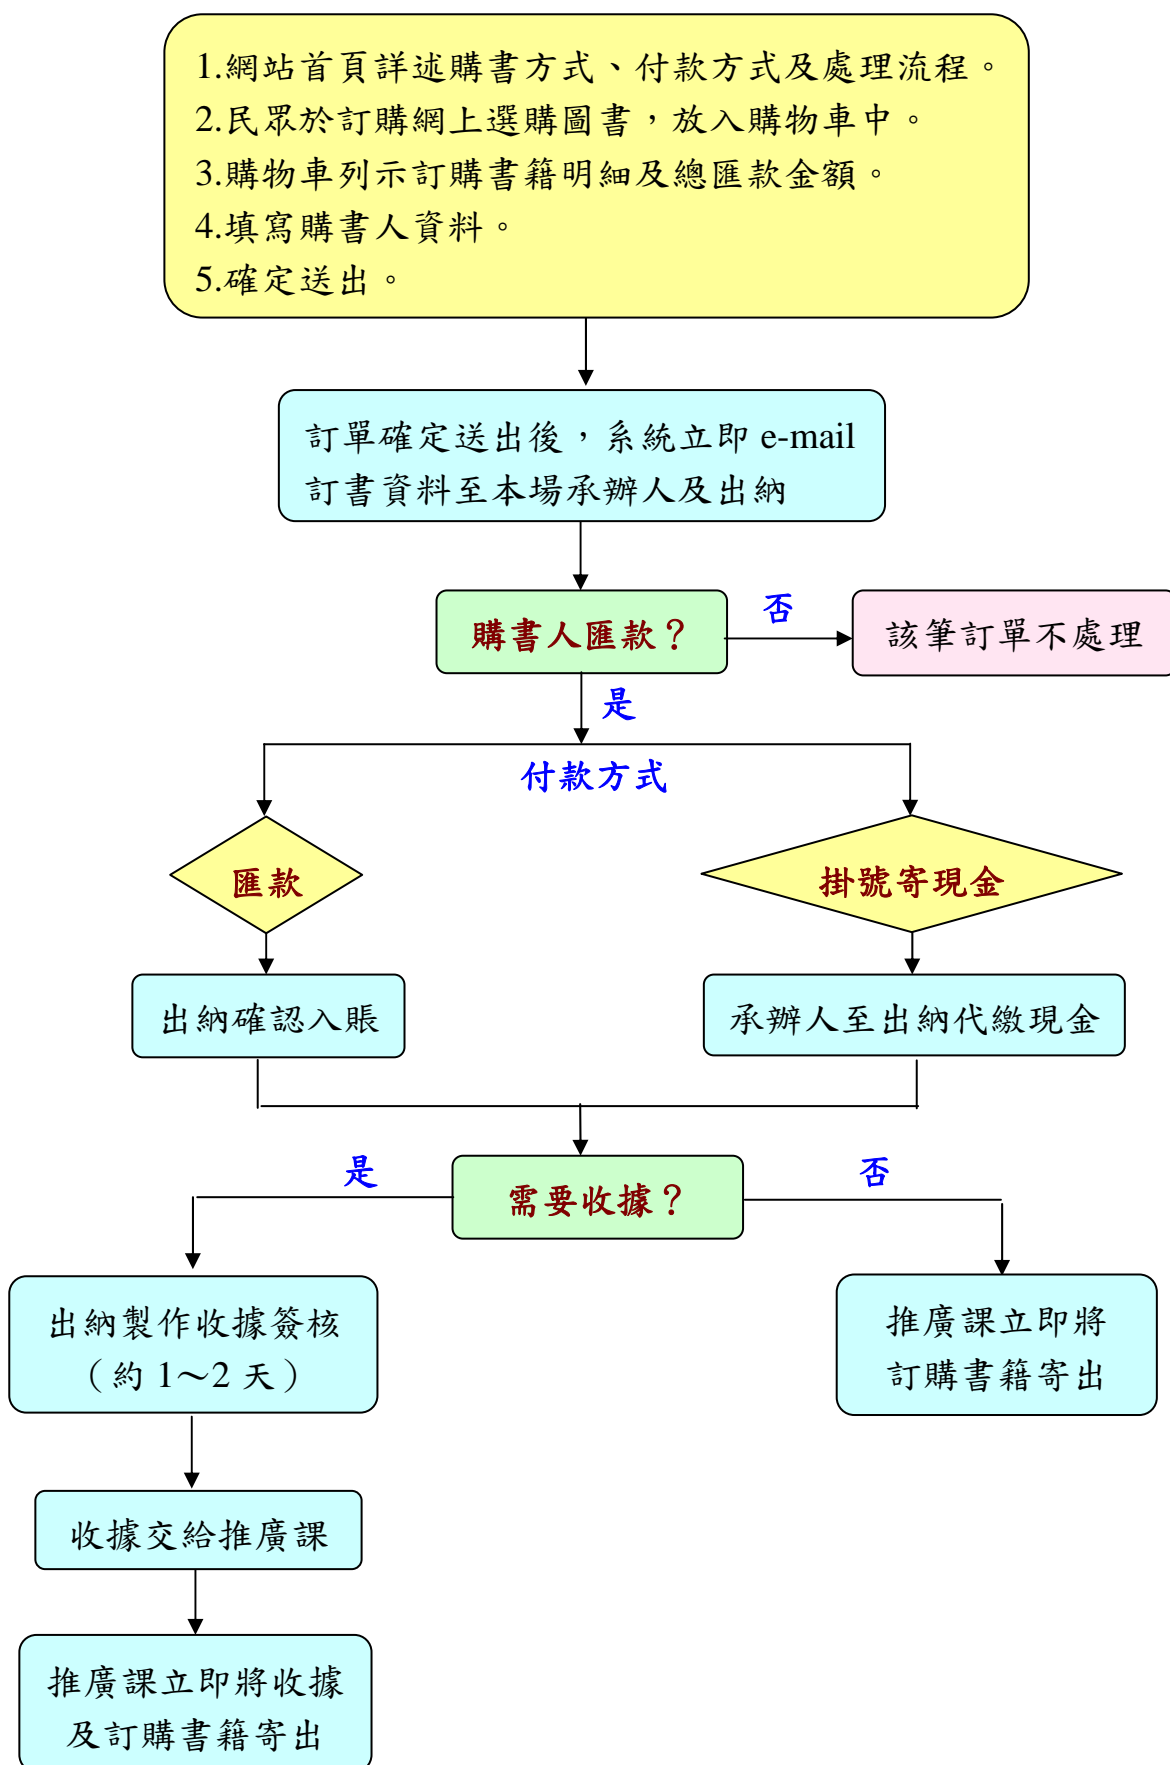 1.網站首頁詳述購書方式、付款方式及處理流程。
2.民眾於訂購網上選購圖書，放入購物車中。
3.購物車列示訂購書籍明細及總匯款金額。
4.填寫購書人資料。
5.確定送出。
訂單確定送出後，系統立即 e-mail
訂書資料至本場承辦人及出納
購書人匯款？
否
該筆訂單不處理
是
付款方式
匯款
掛號寄現金
出納確認入賬
承辦人至出納代繳現金
是
需要收據？
否
出納製作收據簽核
（約 1～2 天）
推廣課立即將
訂購書籍寄出
收據交給推廣課
推廣課立即將收據
及訂購書籍寄出